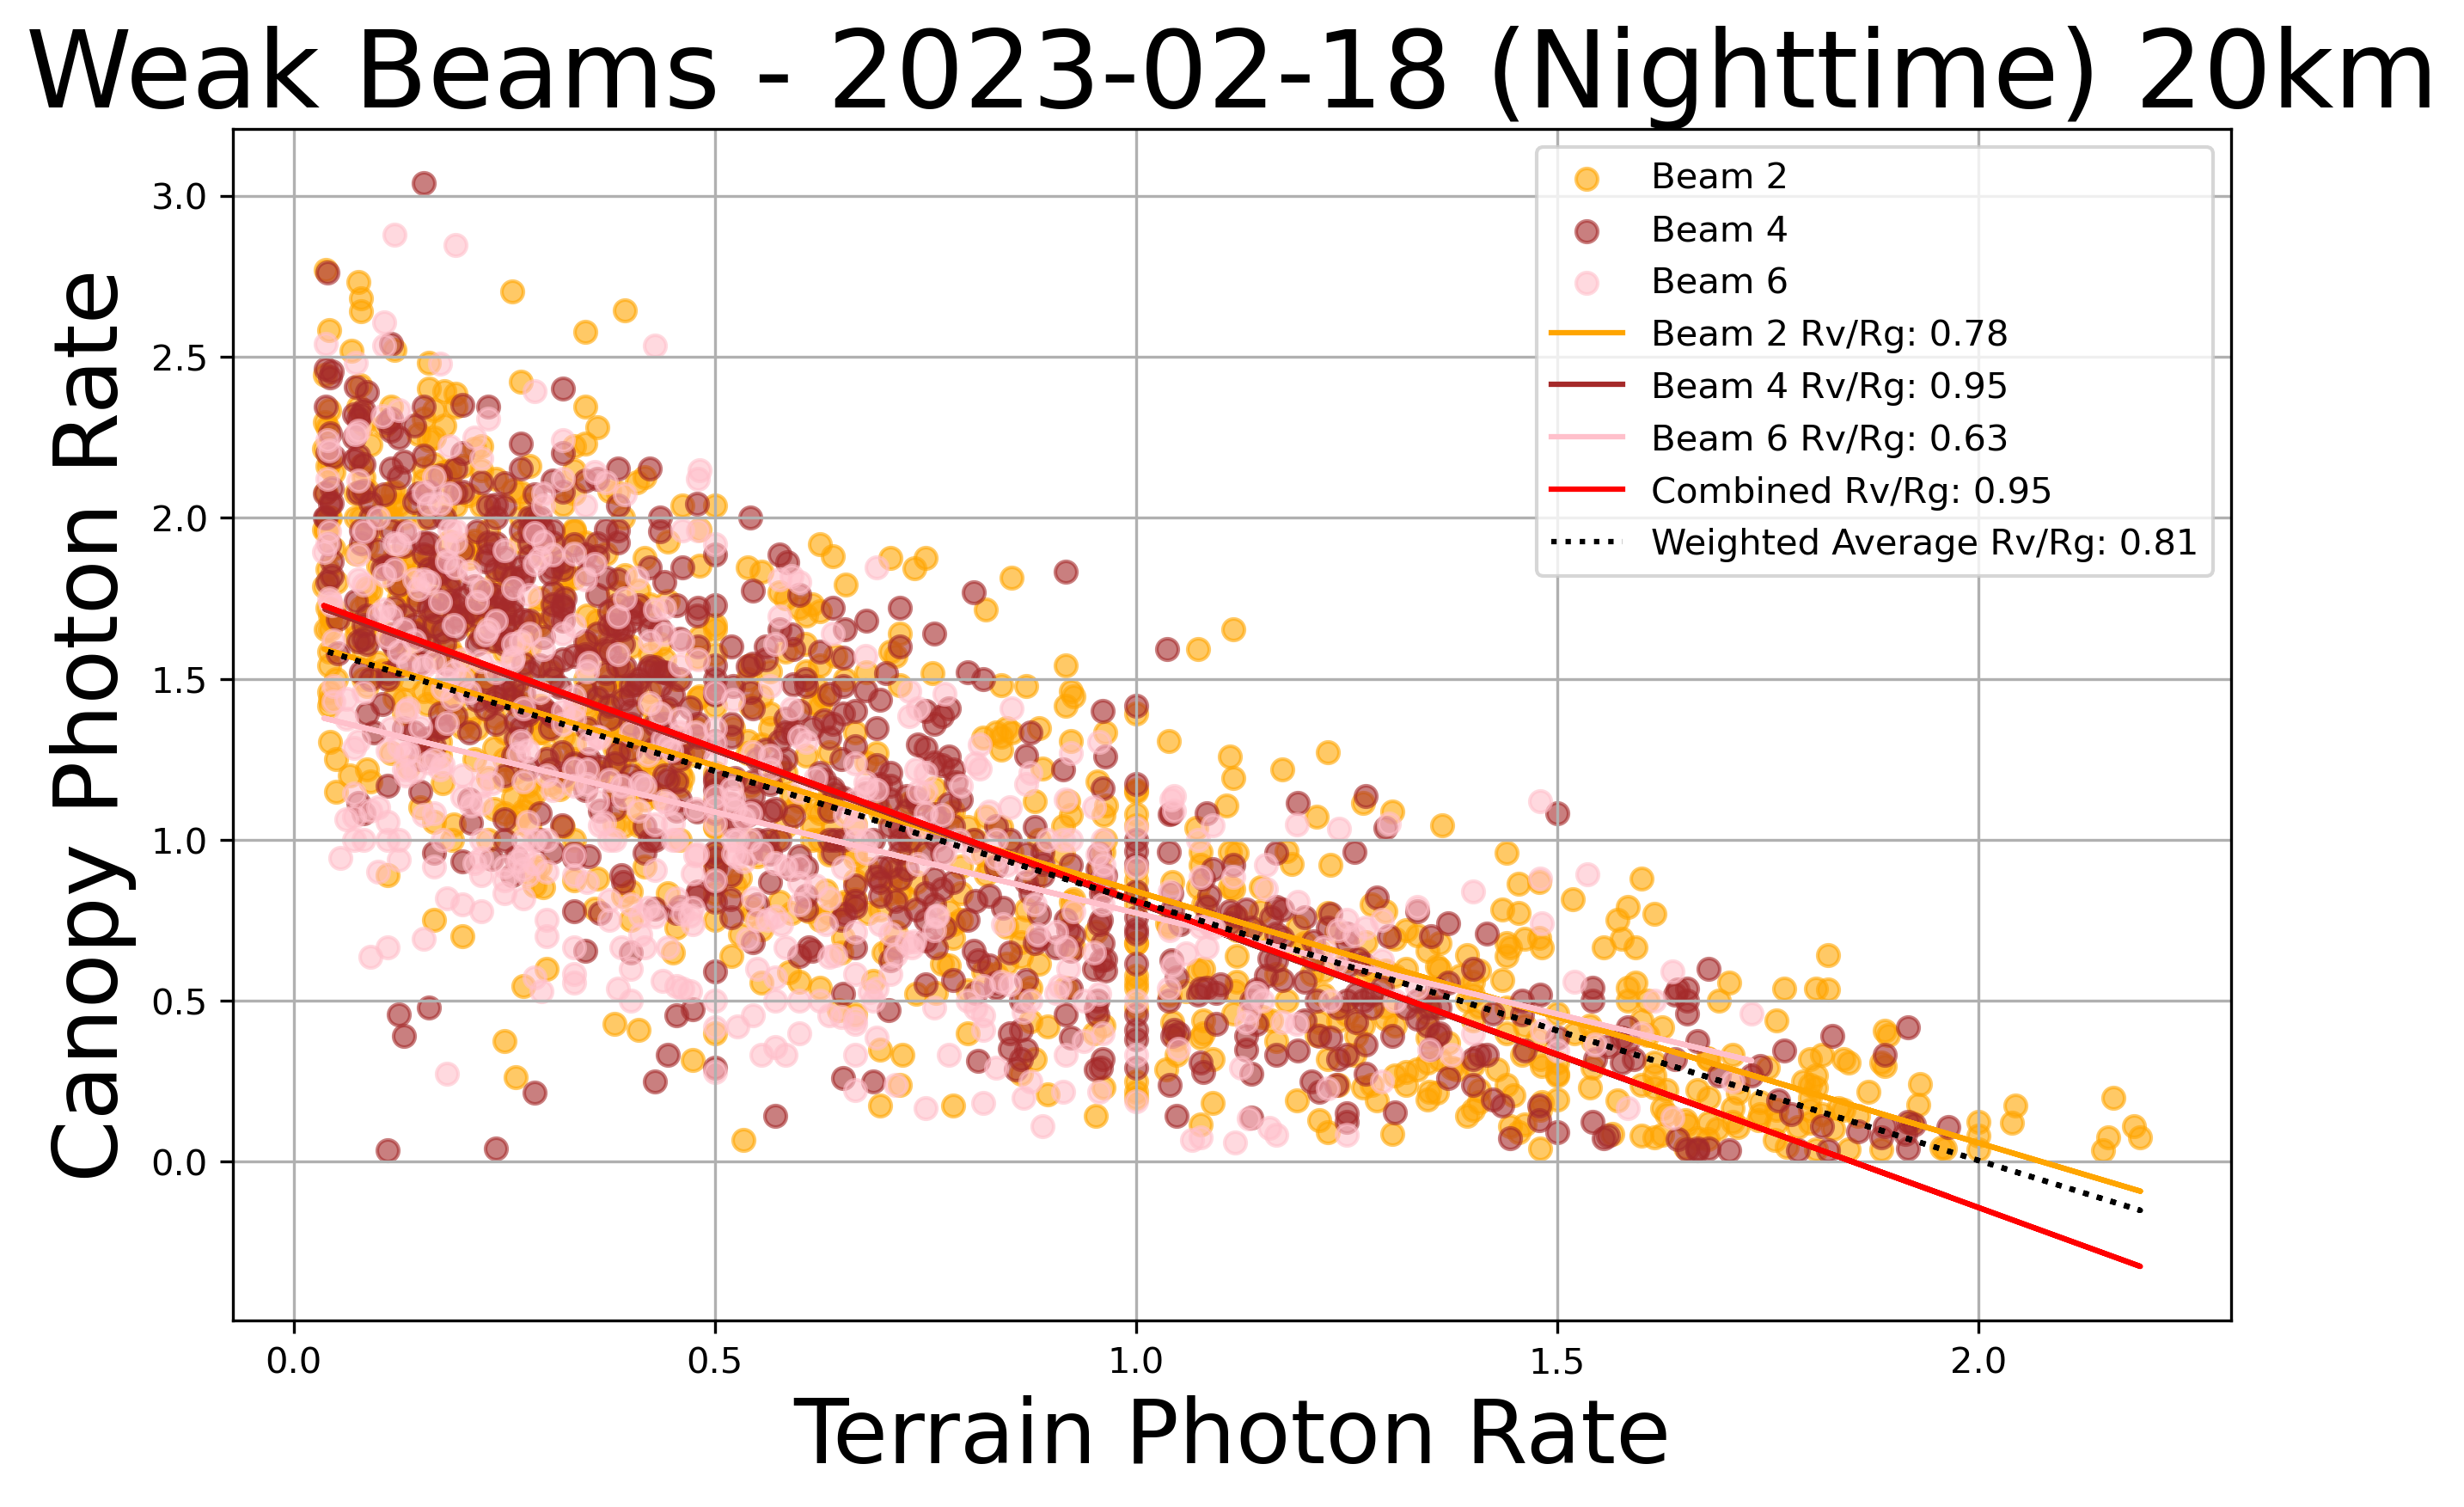 Weak Beams - 2023-02-18 (Nighttime) 20km
Canopy Photon Rate
3.0
2.5
2.0
1.5
1.0
0.5
0.0
Beam 2
Beam 4
Beam 6
Beam 2 Rv/Rg: 0.78
Beam 4 Rv/Rg: 0.95
Beam 6 Rv/Rg: 0.63
Combined Rv/Rg: 0.95
Weighted Average Rv/Rg: 0.81
0.0 0.5 1.0 1.5 2.0
Terrain Photon Rate